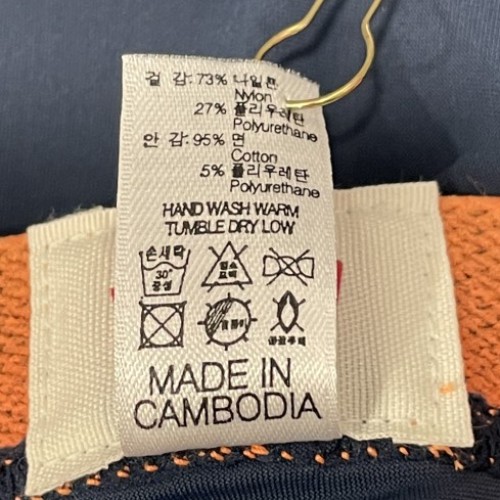 겉 감:73% 나일론
Nylon
27% 폴리우레탄
Polyurethane
안 감:95% 면
Cotton
5% 폴리우레탄
Polyurethane
HAND WASH WARM
TUMBLE DRY LOW
손세탁
30°
중성
염소
표백
MADE IN
CAMBODIA